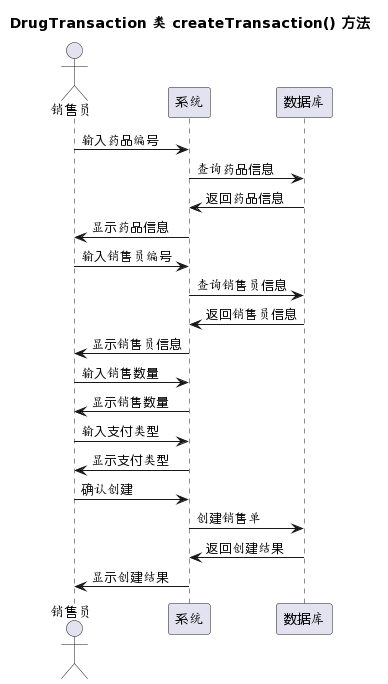 DrugTransaction 类 createTransaction() 方法
销售员
系统
数据库
输入药品编号
查询药品信息
返回药品信息
显示药品信息
输入销售员编号
查询销售员信息
返回销售员信息
显示销售员信息
输入销售数量
显示销售数量
输入支付类型
显示支付类型
确认创建
创建销售单
返回创建结果
显示创建结果
销售员
系统
数据库